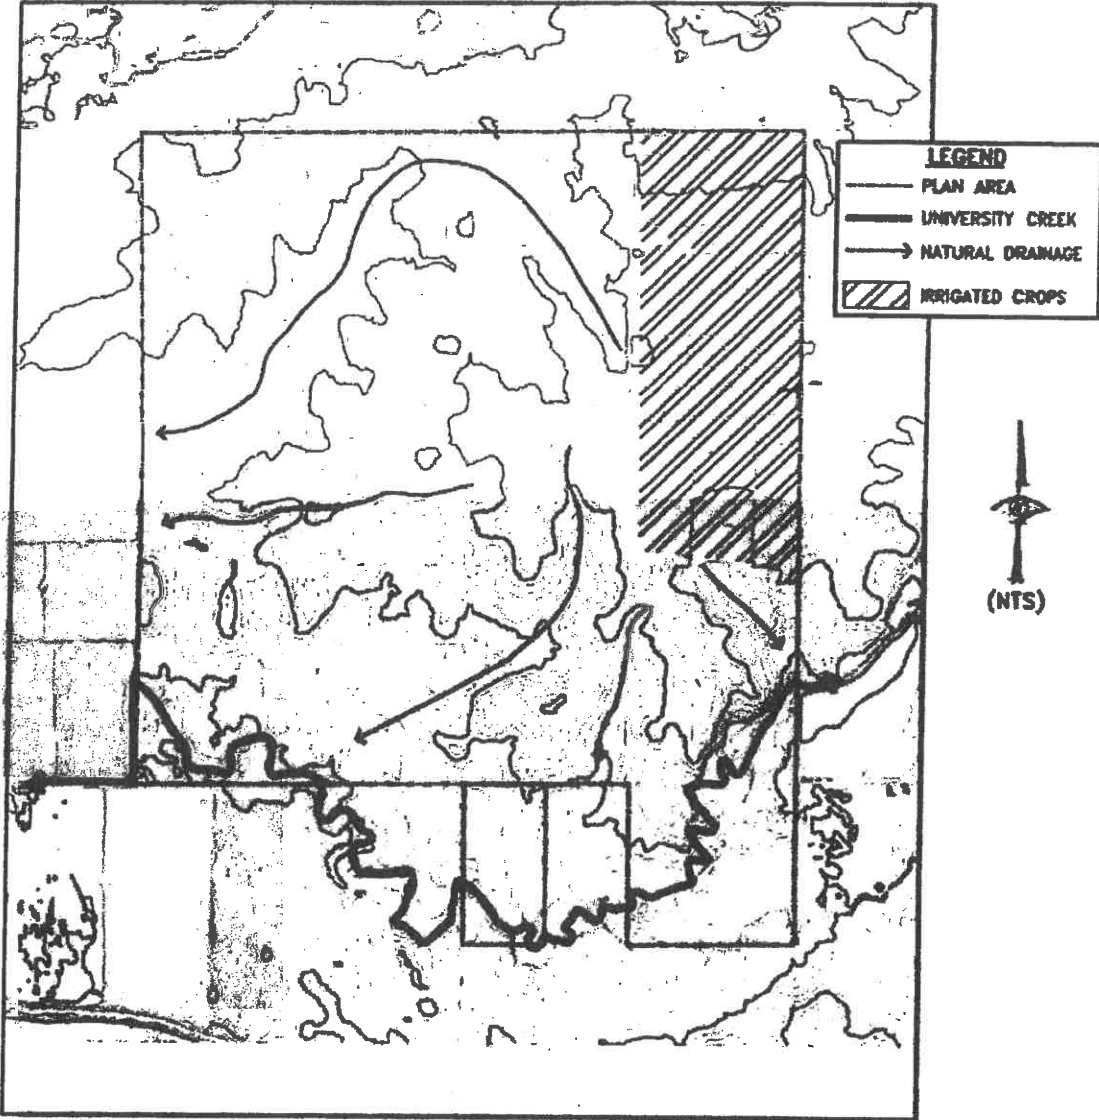 LEGEND
PLAN AREA
UNIVERSITY CREEK
NATURAL DRAINAGE
IRRIGATED CROPS
(NTS)